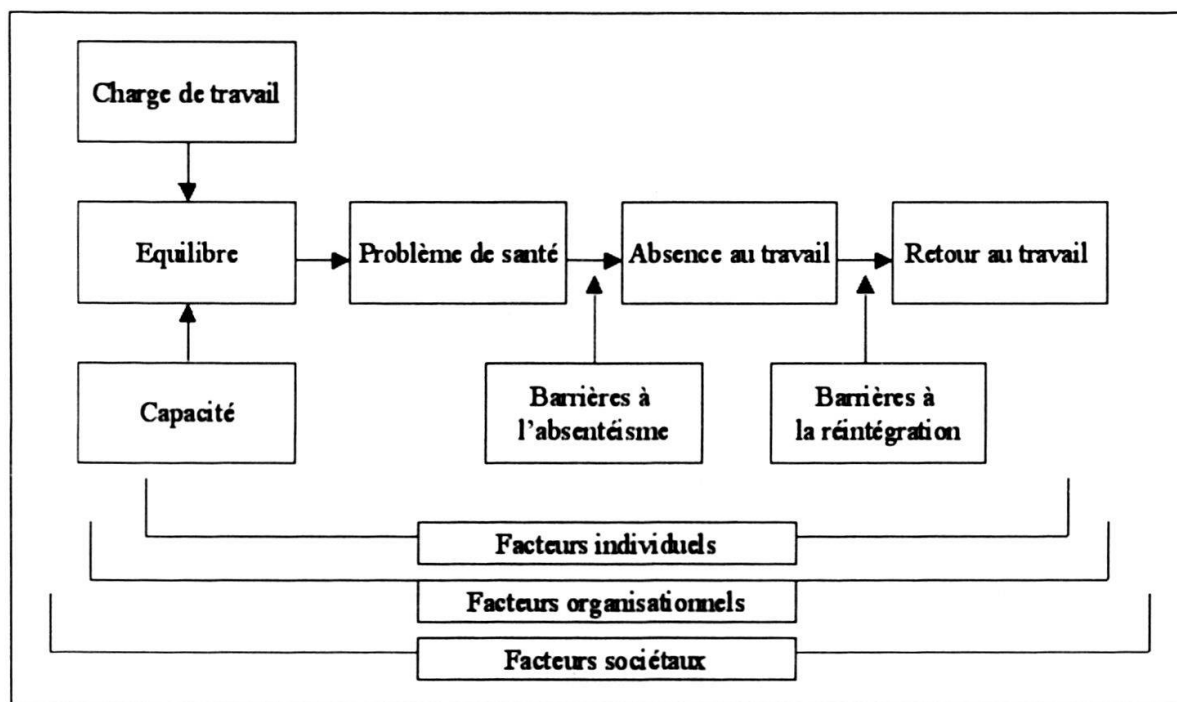 Charge de travail
Equilibre
Problème de santé
Absence au travail
Retour au travail
Capacité
Barrières à
l'absentéisme
Barrières à
la réintégration
Facteurs individuels
Facteurs organisationnels
Facteurs sociétaux